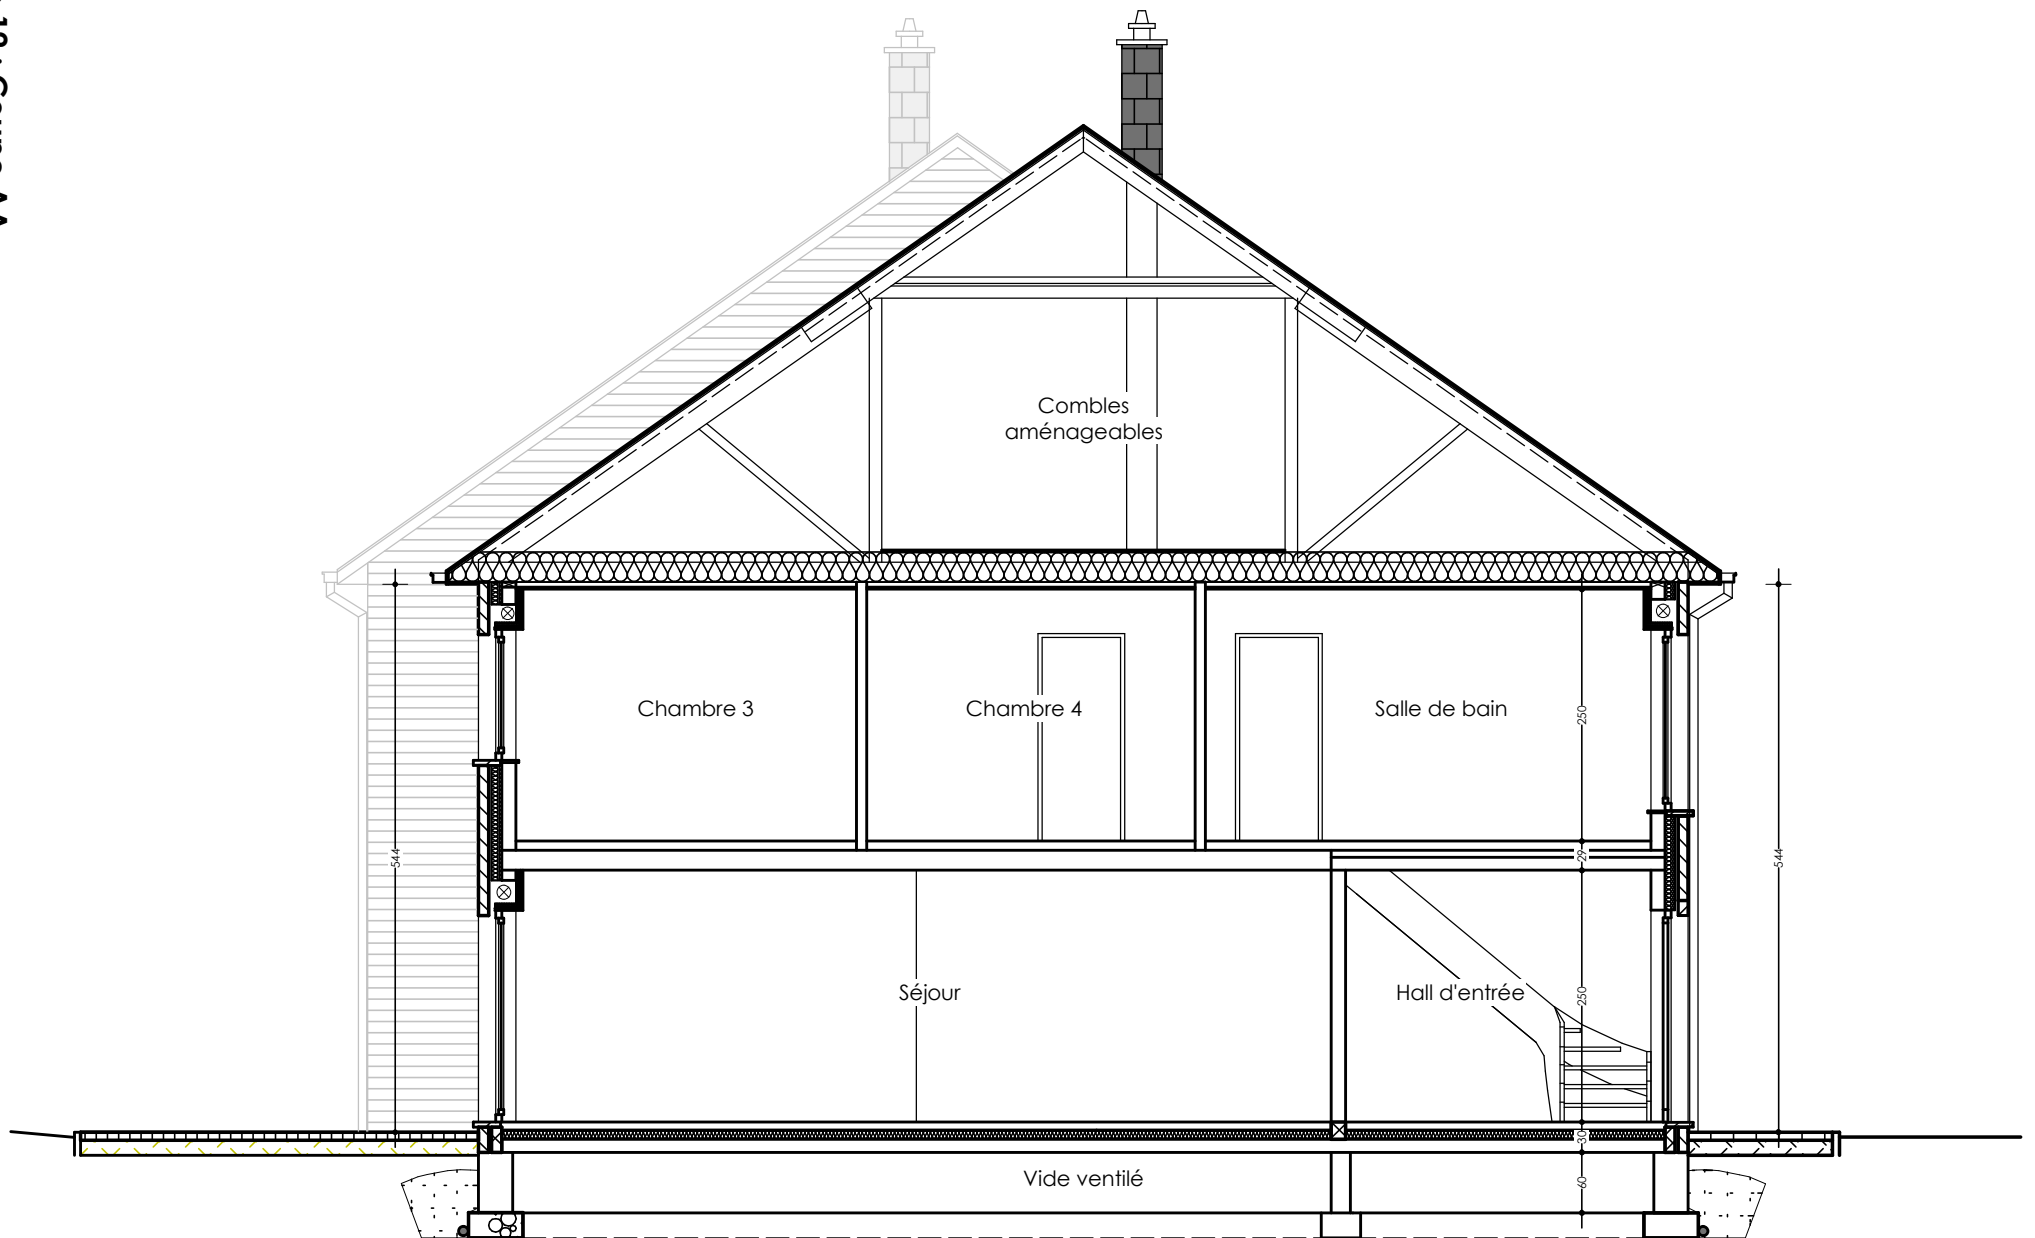 Combles
aménageables
Chambre 3
Chambre 4
Salle de bain
250
544
29
544
Séjour
Hall d'entrée
250
30
Vide ventilé
60